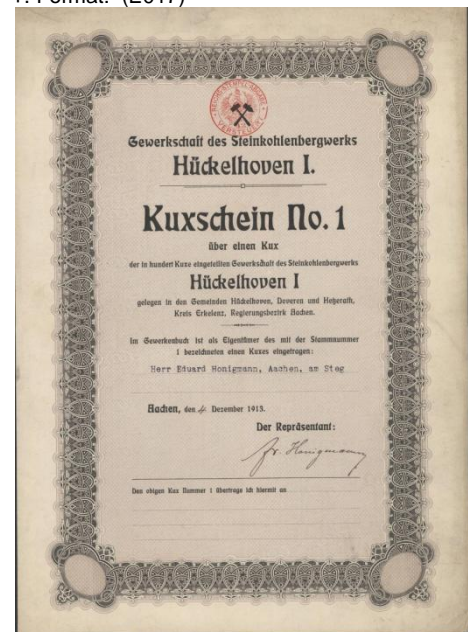 Gewerkschaft des Steinkohlenbergwerks
Hückelhoven I.
Kuxschein No. 1
über einen Kux
der in hundert Kuxe eingeteilten Gewerkschaft des Steinkohlenbergwerks
Hückelhoven I
gelegen in den Gemeinden Hückelhoven, Doveren und Hetzerath,
Kreis Erkelenz, Regierungsbezirk Aachen.
Im Gewerkenbuch ist als Eigentümer des mit der Stammnummer
1 bezeichneten einen Kuxes eingetragen:
Herr Eduard Honigmann, Aachen, am Steg
Aachen, den 4. Dezember 1913.
Der Repräsentant:
Fr. Honigmann
Den obigen Kux Nummer 1 übertrage ich hiermit an